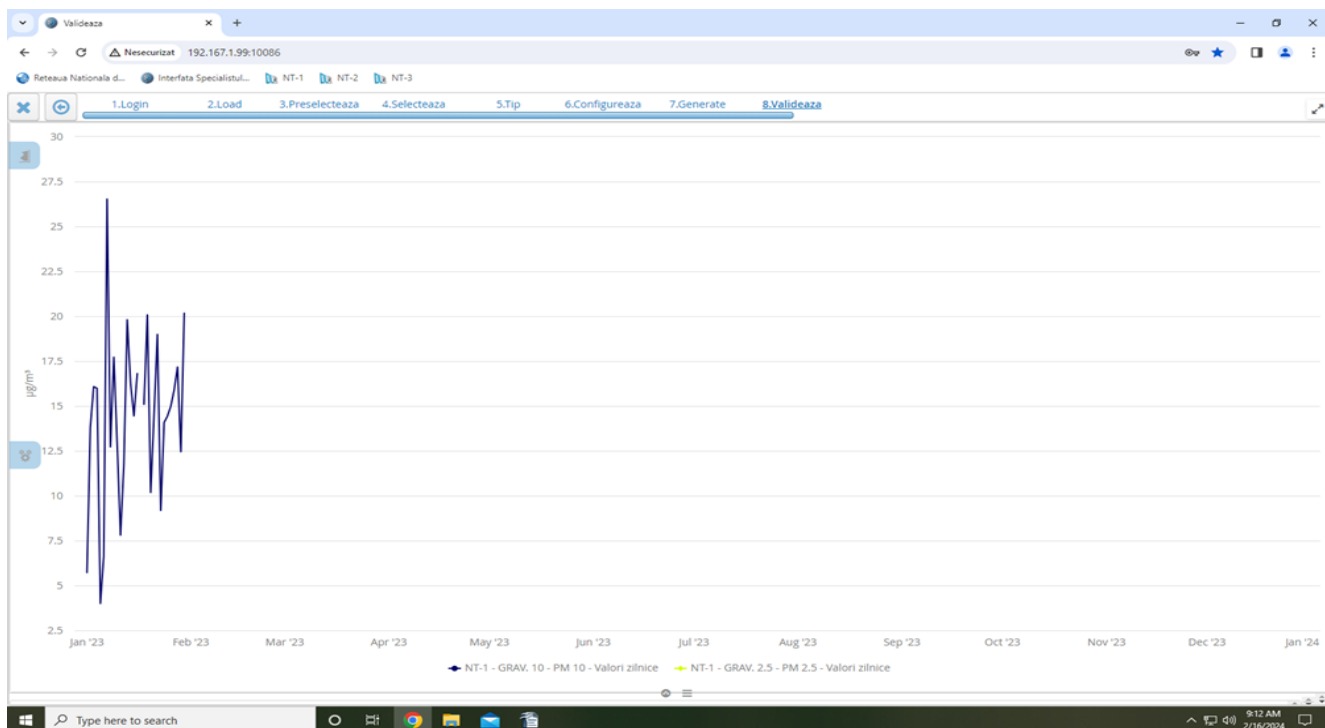 Valideaza
Nesecurizat 192.167.1.99:10086
Reteaua Nationala d... Interfata Specialistul... NT-1 NT-2 NT-3
1.Login 2.Load 3.Preselecteaza 4.Selecteaza 5.Tip 6.Configureaza 7.Generate 8.Valideaza
30
27.5
25
22.5
20
17.5
µg/m³
15
12.5
10
7.5
5
2.5
Jan '23 Feb '23 Mar '23 Apr '23 May '23 Jun '23 Jul '23 Aug '23 Sep '23 Oct '23 Nov '23 Dec '23 Jan '24
NT-1 - GRAV. 10 - PM 10 - Valori zilnice NT-1 - GRAV. 2.5 - PM 2.5 - Valori zilnice
Type here to search
9:12 AM
2/16/2024